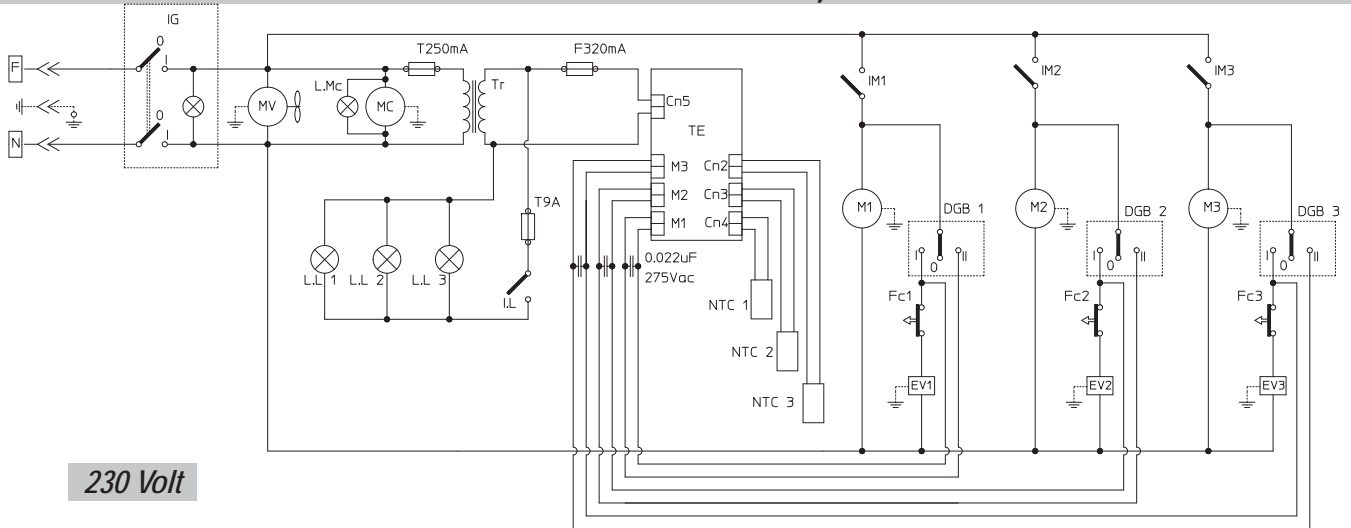 IG
0
I
F
N
0
I
MV
L.Mc
MC
T250mA
Tr
F320mA
Cn5
TE
M3 Cn2
M2 Cn3
M1 Cn4
T9A
I.L
L.L 1
L.L 2
L.L 3
0.022uF
275Vac
NTC 1
NTC 2
NTC 3
IM1
IM2
IM3
M1
M2
M3
DGB 1
I
0
II
DGB 2
I
0
II
DGB 3
I
0
II
Fc1
Fc2
Fc3
EV1
EV2
EV3
230 Volt